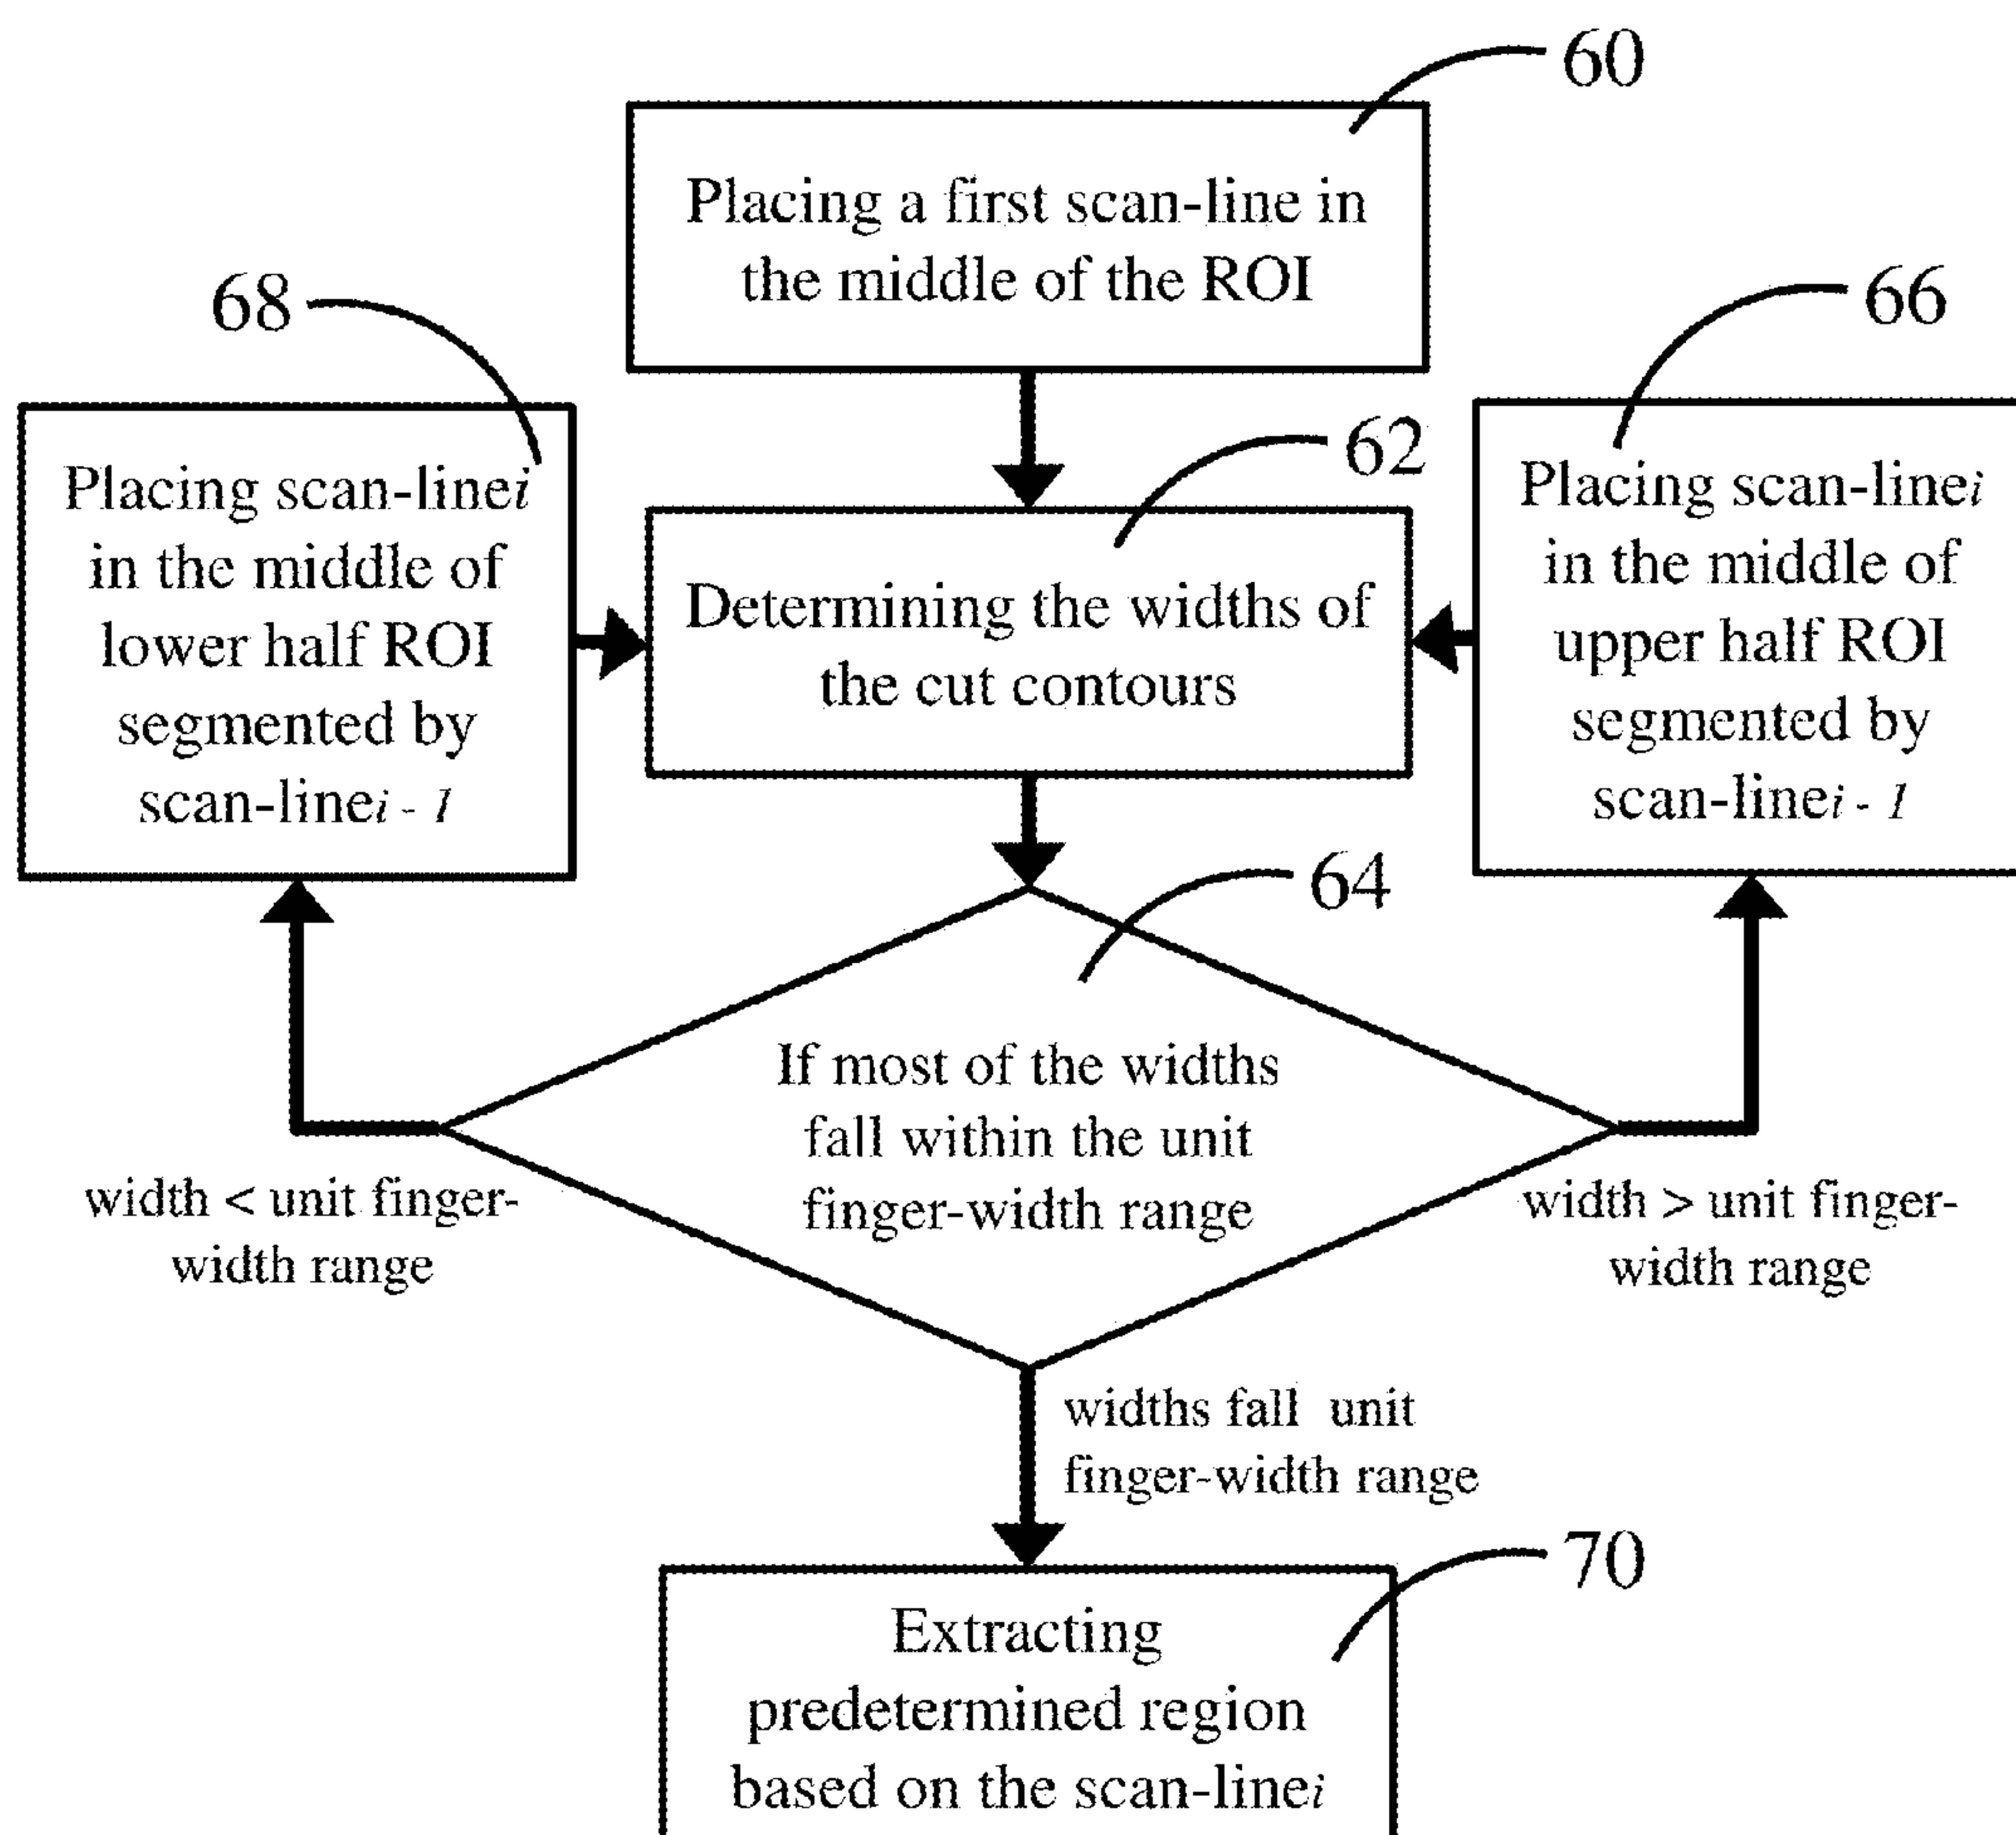 60
Placing a first scan-line in
the middle of the ROI
68
Placing scan-linei
in the middle of
lower half ROI
segmented by
scan-linei - 1
62
Determining the widths of
the cut contours
66
Placing scan-linei
in the middle of
upper half ROI
segmented by
scan-linei - 1
64
If most of the widths
fall within the unit
finger-width range
width < unit finger-
width range
width > unit finger-
width range
widths fall unit
finger-width range
70
Extracting
predetermined region
based on the scan-linei